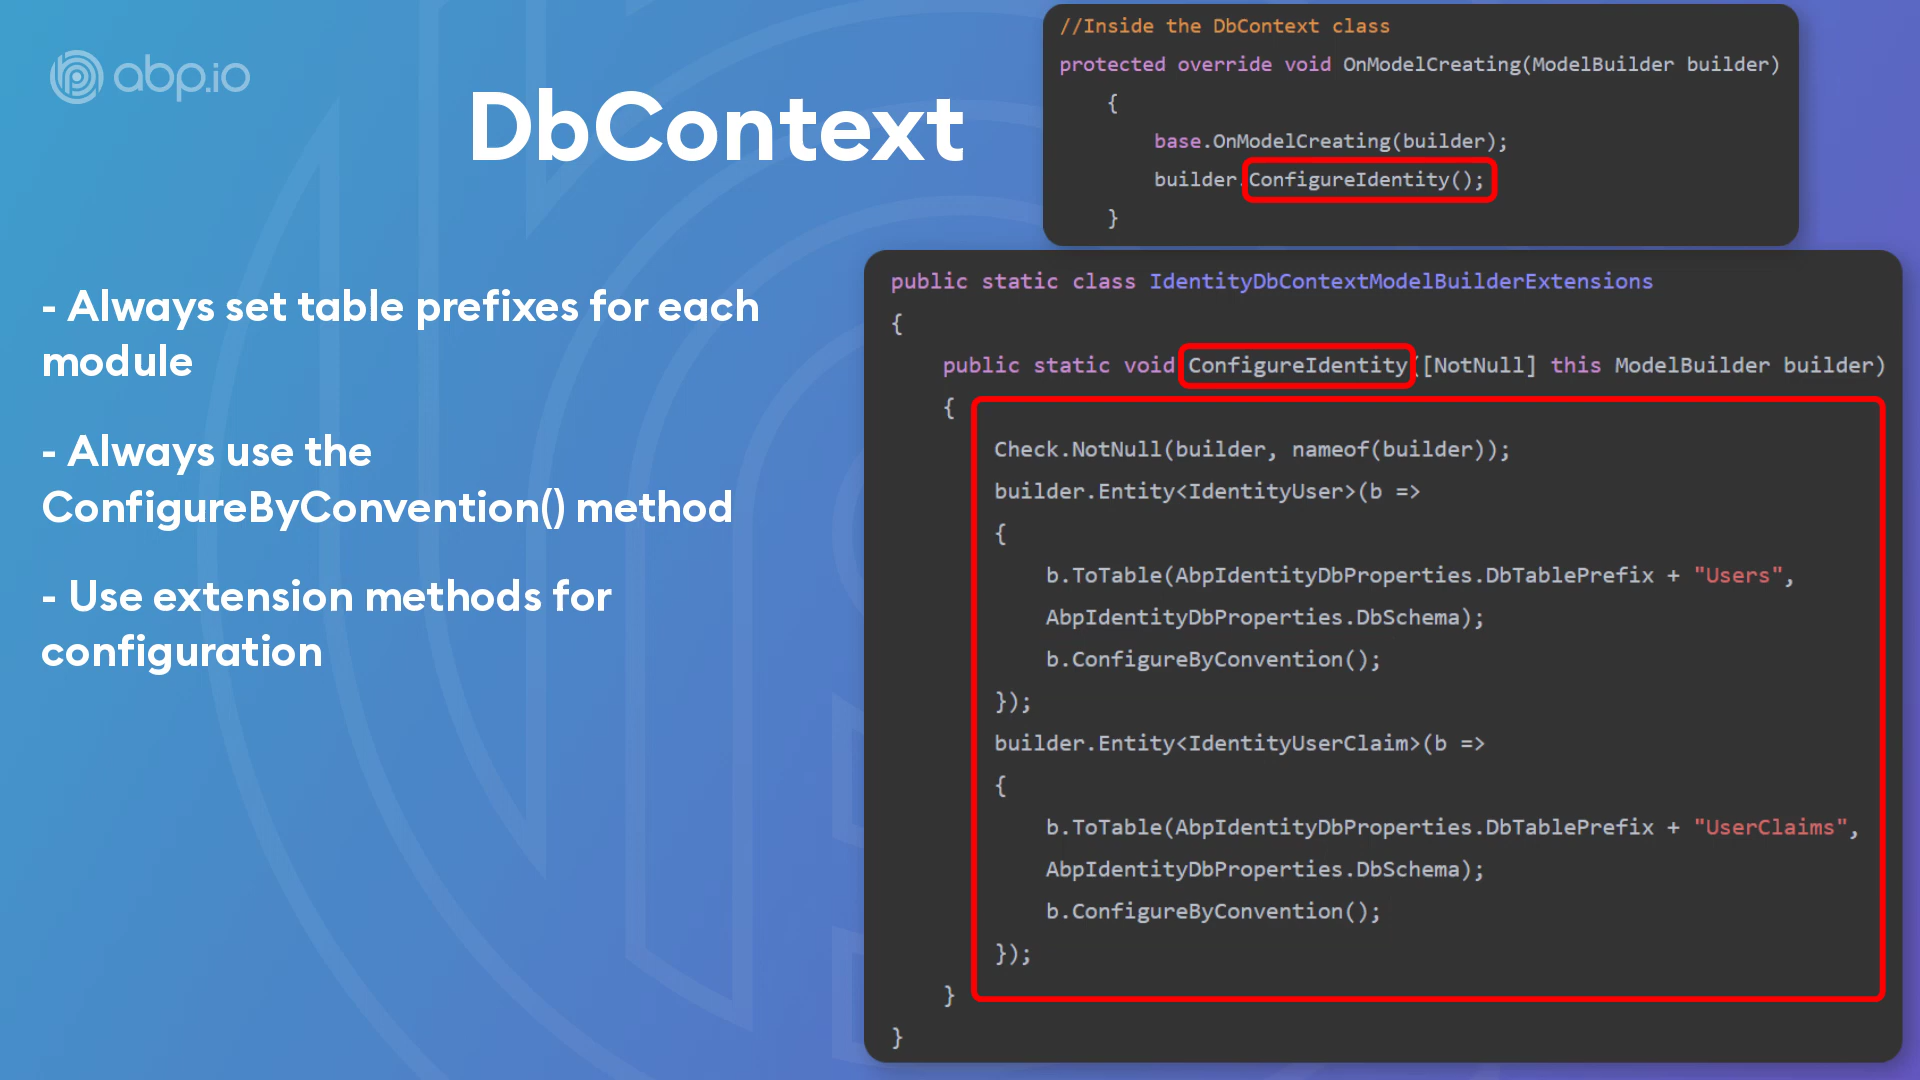 abp.io
DbContext
- Always set table prefixes for each
module
- Always use the
ConfigureByConvention() method
- Use extension methods for
configuration
//Inside the DbContext class
protected override void OnModelCreating(ModelBuilder builder)
{
base.OnModelCreating(builder);
builder.ConfigureIdentity();
}
public static class IdentityDbContextModelBuilderExtensions
{
public static void ConfigureIdentity([NotNull] this ModelBuilder builder)
{
Check.NotNull(builder, nameof(builder));
builder.Entity<IdentityUser>(b =>
{
b.ToTable(AbpIdentityDbProperties.DbTablePrefix + "Users",
AbpIdentityDbProperties.DbSchema);
b.ConfigureByConvention();
});
builder.Entity<IdentityUserClaim>(b =>
{
b.ToTable(AbpIdentityDbProperties.DbTablePrefix + "UserClaims",
AbpIdentityDbProperties.DbSchema);
b.ConfigureByConvention();
});
}
}